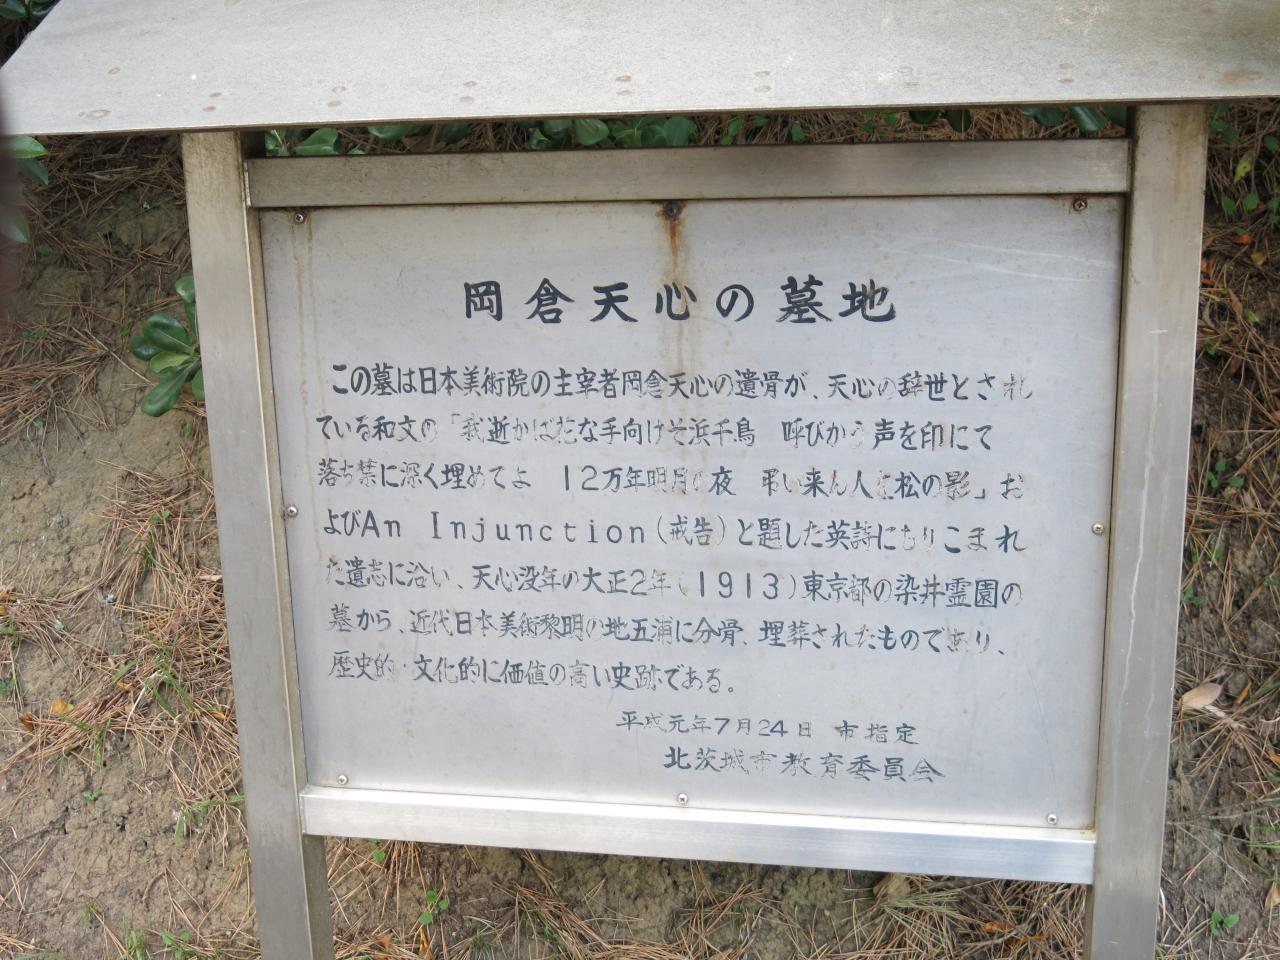 岡倉天心の墓地
この墓は日本美術院の主宰者岡倉天心の遺骨が、天心の辞世とされ
ている和文の「我逝かば花な手向けそ浜千鳥　呼びかう声を印にて
落ち禁に深く埋めてよ　12万年明月の夜　弔い来ん人を松の影」お
よびAn Injunction(戒告)と題した英詩にもりこまれ
た遺志に沿い、天心没年の大正2年(1913)東京都の染井霊園の
墓から、近代日本美術黎明の地五浦に分骨、埋葬されたものであり、
歴史的・文化的に価値の高い史跡である。
平成元年7月24日　市指定
北茨城市教育委員会